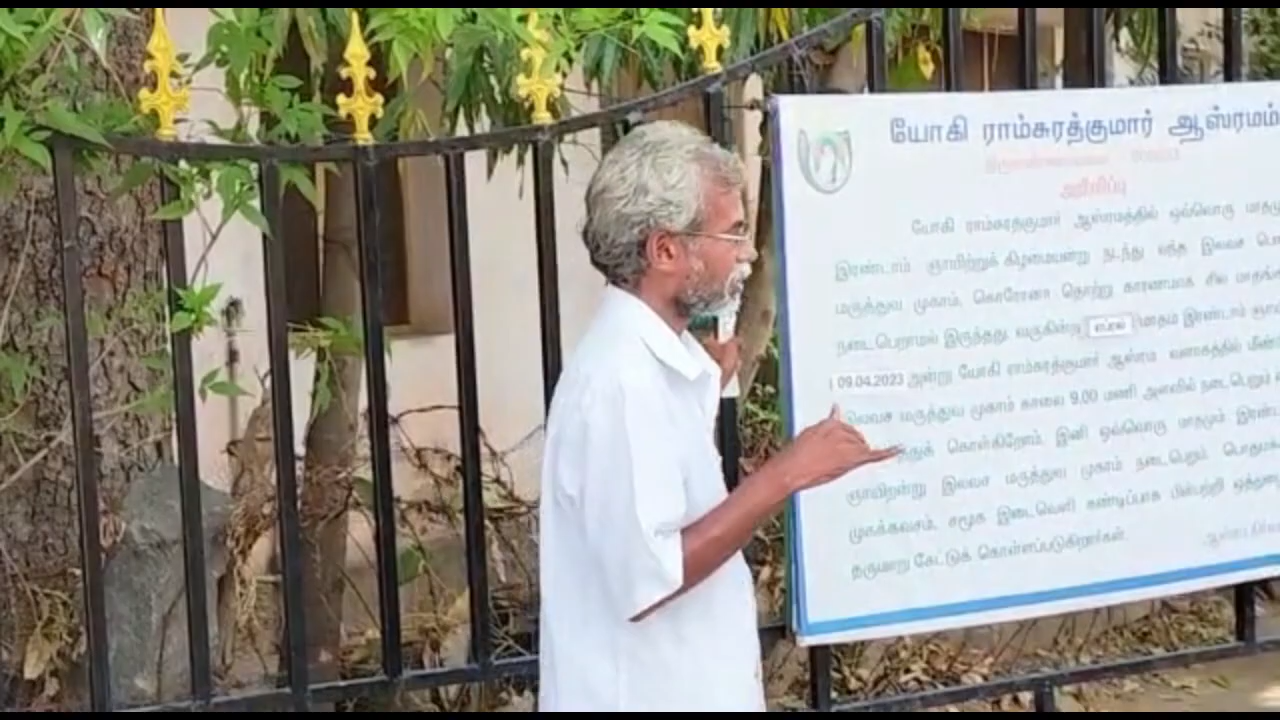 யோகி ராம்சுரத்குமார் ஆஸ்ரமம்
அறிவிப்பு
யோகி ராம்சுரத்குமார் ஆஸ்ரமத்தில் ஒவ்வொரு
இரண்டாம் ஞாயிற்றுக் கிழமையன்று நடந்து வந்த இலவச
மருத்துவ முகாம், கொரோனா தொற்று காரணமாக சில
நடைபெறாமல் இருந்தது. வருகின்ற ஏப்ரல் மாதம் இரண்டாம்
09.04.2023 அன்று யோகி ராம்சுரத்குமார் ஆஸ்ரம வளாகத்தில்
இலவச மருத்துவ முகாம் காலை 9.00 மணி அளவில் நடைபெறும்
கொள்கிறோம். இனி ஒவ்வொரு மாதமும்
ஞாயிறன்று இலவச மருத்துவ முகாம் நடைபெறும்.
முகக்கவசம், சமூக இடைவெளி கண்டிப்பாக பின்பற்றி
தருமாறு கேட்டுக் கொள்ளப்படுகிறார்கள்.